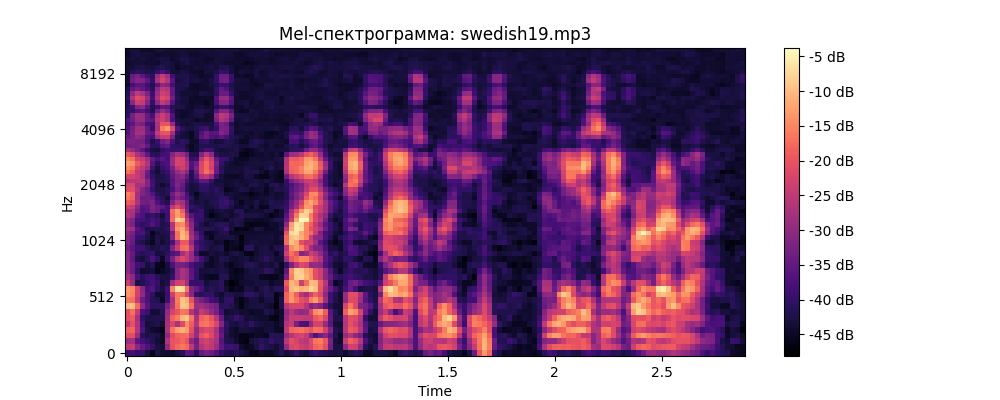 Mel-спектрограмма: swedish19.mp3
Hz
8192
4096
2048
1024
512
0
0 0.5 1 1.5 2 2.5
Time
-5 dB
-10 dB
-15 dB
-20 dB
-25 dB
-30 dB
-35 dB
-40 dB
-45 dB